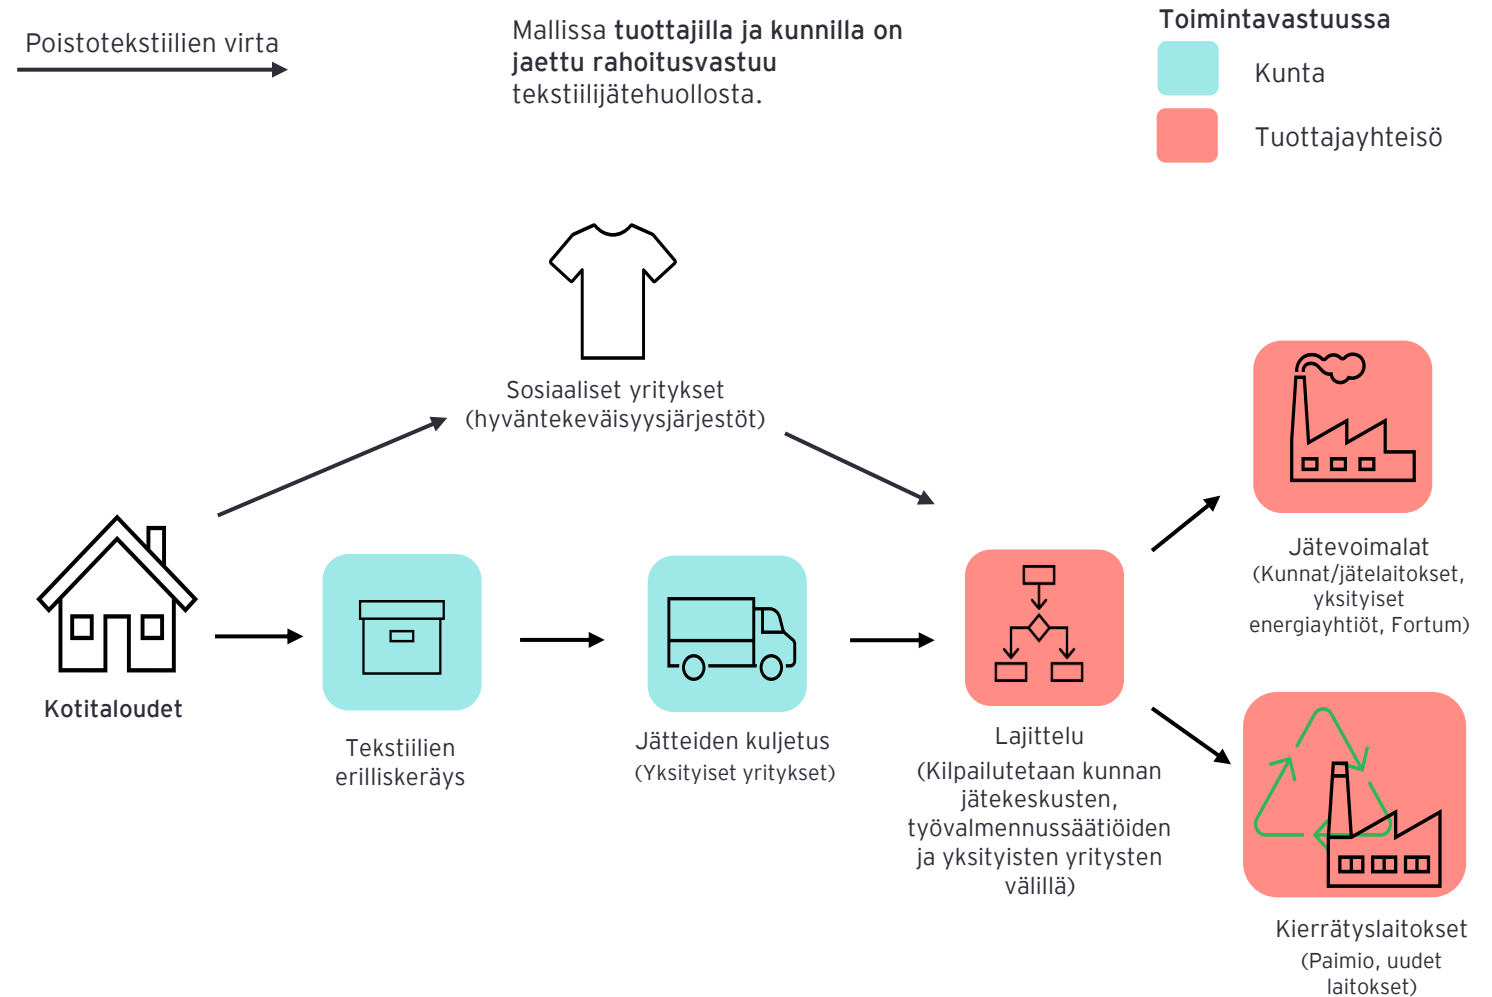 Poistotekstiilien virta
Mallissa tuottajilla ja kunnilla on
jaettu rahoitusvastuu
tekstiilijätehuollosta.
Toimintavastuussa
Kunta
Tuottajayhteisö
Sosiaaliset yritykset
(hyväntekeväisyysjärjestöt)
Kotitaloudet
Tekstiilien
erilliskeräys
Jätteiden kuljetus
(Yksityiset yritykset)
Lajittelu
(Kilpailutetaan kunnan
jätekeskusten,
työvalmennussäätiöiden
ja yksityisten yritysten
välillä)
Jätevoimalat
(Kunnat/jätelaitokset,
yksityiset
energiayhtiöt, Fortum)
Kierrätyslaitokset
(Paimio, uudet
laitokset)